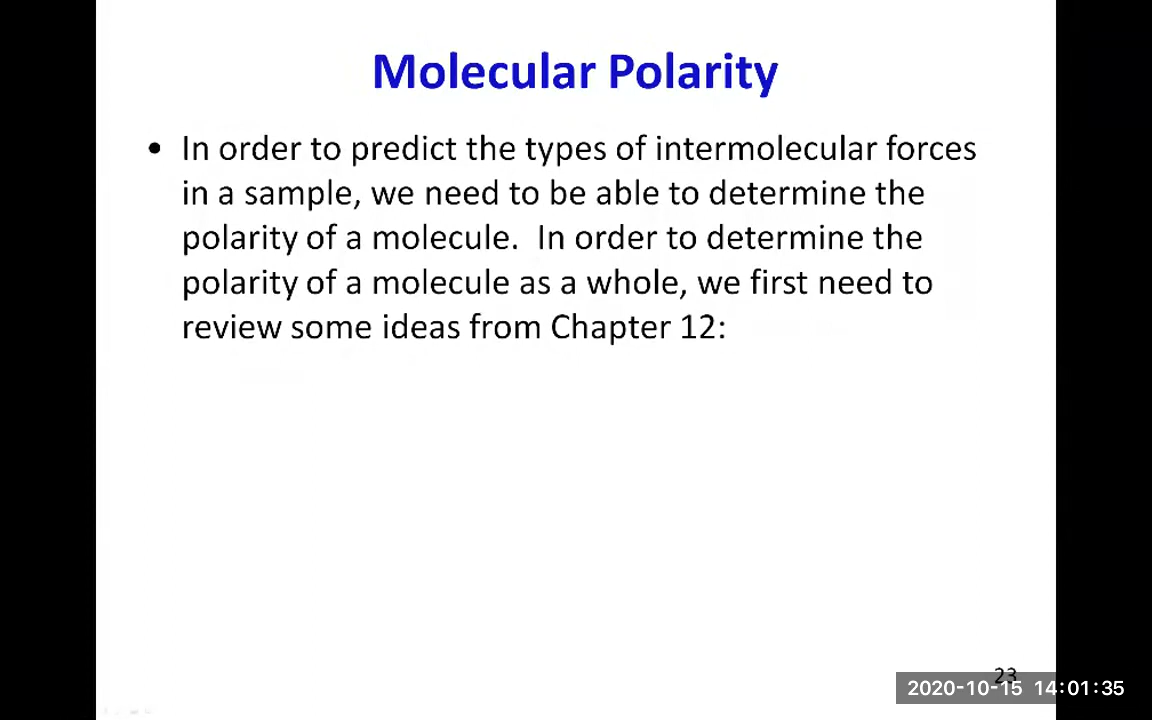 Molecular Polarity
• In order to predict the types of intermolecular forces
in a sample, we need to be able to determine the
polarity of a molecule.  In order to determine the
polarity of a molecule as a whole, we first need to
review some ideas from Chapter 12:
23
2020-10-15 14:01:35